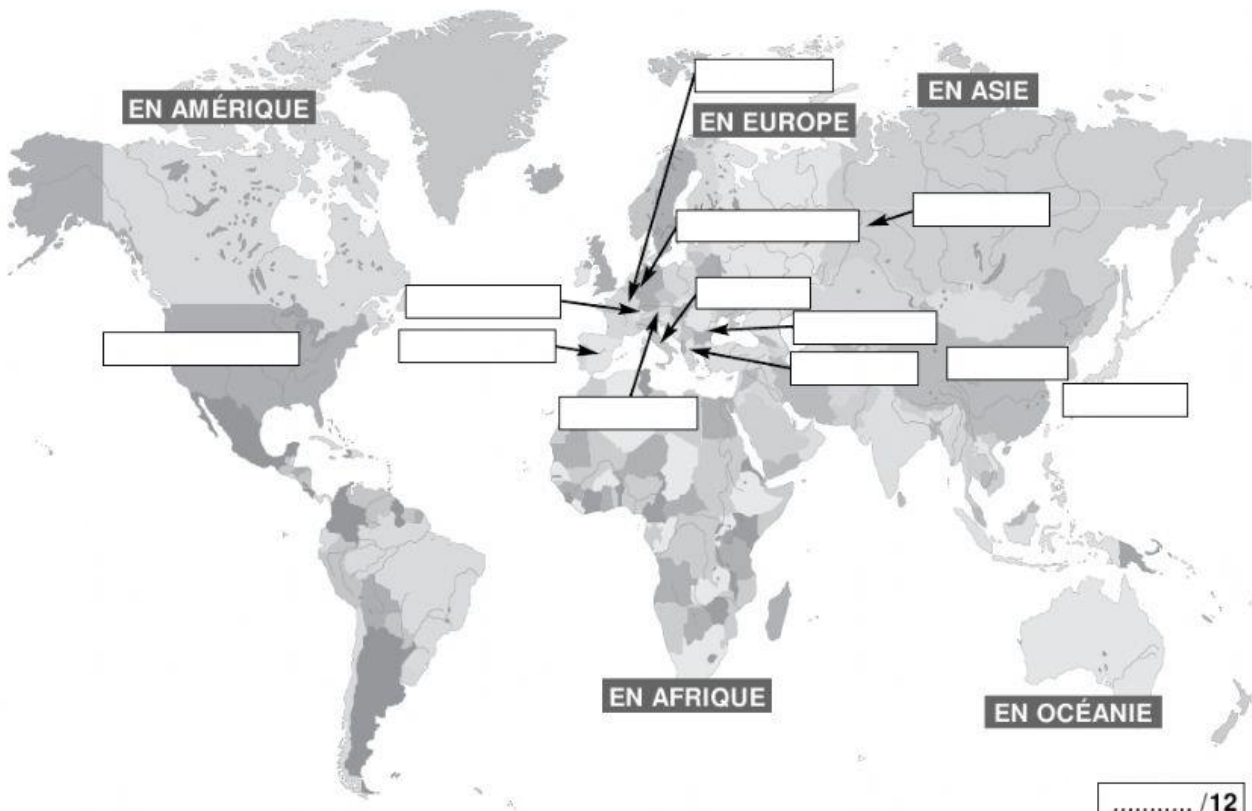 EN AMÉRIQUE
EN ASIE
EN EUROPE
EN AFRIQUE
EN OCÉANIE
........... /12